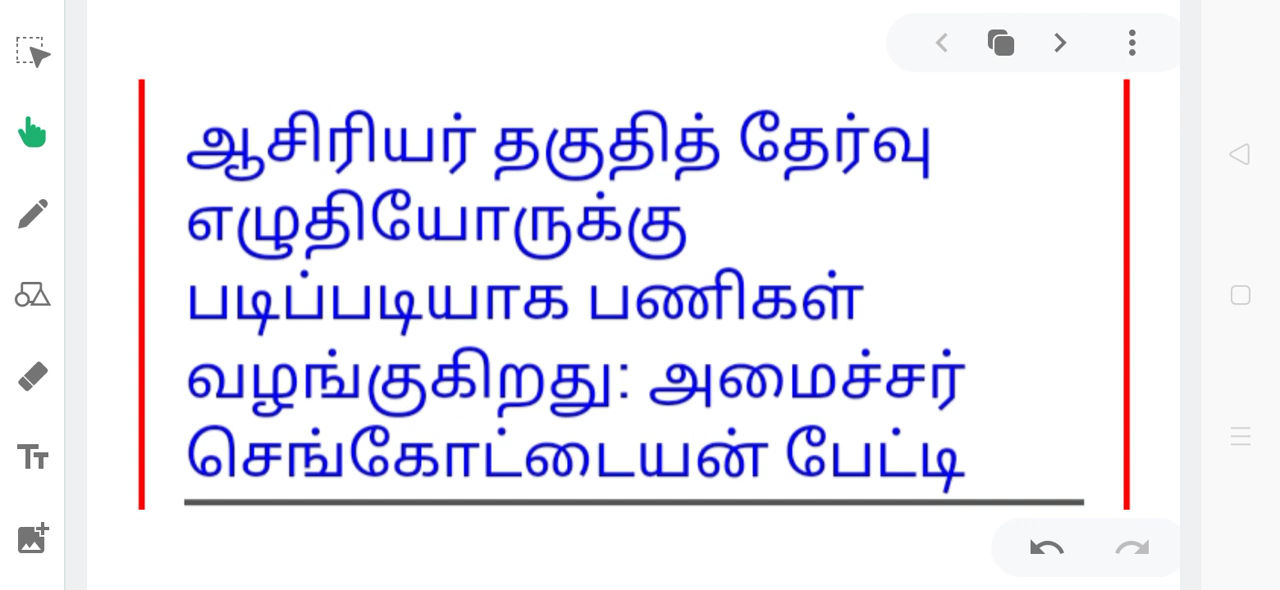 ஆசிரியர் தகுதித் தேர்வு
எழுதியோருக்கு
படிப்படியாக பணிகள்
வழங்குகிறது: அமைச்சர்
செங்கோட்டையன் பேட்டி